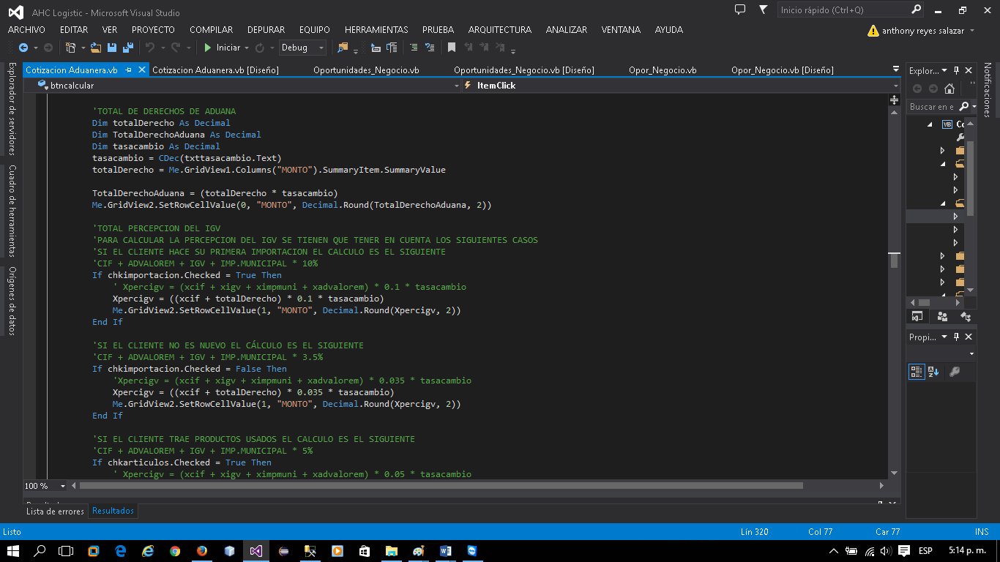 AHC Logistic - Microsoft Visual Studio
Inicio rápido (Ctrl+Q)
ARCHIVO EDITAR VER PROYECTO COMPILAR DEPURAR EQUIPO HERRAMIENTAS PRUEBA ARQUITECTURA ANALIZAR VENTANA AYUDA
anthony reyes salazar
Iniciar Debug
Cotizacion Aduanera.vb Cotizacion Aduanera.vb [Diseño] Oportunidades_Negocio.vb Oportunidades_Negocio.vb [Diseño] Opor_Negocio.vb Opor_Negocio.vb [Diseño]
btncalcular ItemClick
Explorador de servidores
Cuadro de herramientas
Orígenes de datos
'TOTAL DE DERECHOS DE ADUANA
Dim totalDerecho As Decimal
Dim TotalDerechoAduana As Decimal
Dim tasacambio As Decimal
tasacambio = CDec(txttasacambio.Text)
totalDerecho = Me.GridView1.Columns("MONTO").SummaryItem.SummaryValue
TotalDerechoAduana = (totalDerecho * tasacambio)
Me.GridView2.SetRowCellValue(0, "MONTO", Decimal.Round(TotalDerechoAduana, 2))
'TOTAL PERCEPCION DEL IGV
'PARA CALCULAR LA PERCEPCION DEL IGV SE TIENEN QUE TENER EN CUENTA LOS SIGUIENTES CASOS
'SI EL CLIENTE HACE SU PRIMERA IMPORTACION EL CALCULO ES EL SIGUIENTE
'CIF + ADVALOREM + IGV + IMP.MUNICIPAL * 10%
If chkimportacion.Checked = True Then
' Xpercigv = (xcif + xigv + ximpmuni + xadvalorem) * 0.1 * tasacambio
Xpercigv = ((xcif + totalDerecho) * 0.1 * tasacambio)
Me.GridView2.SetRowCellValue(1, "MONTO", Decimal.Round(Xpercigv, 2))
End If
'SI EL CLIENTE NO ES NUEVO EL CÁLCULO ES EL SIGUIENTE
'CIF + ADVALOREM + IGV + IMP.MUNICIPAL * 3.5%
If chkimportacion.Checked = False Then
'Xpercigv = (xcif + xigv + ximpmuni + xadvalorem) * 0.035 * tasacambio
Xpercigv = ((xcif + totalDerecho) * 0.035 * tasacambio)
Me.GridView2.SetRowCellValue(1, "MONTO", Decimal.Round(Xpercigv, 2))
End If
'SI EL CLIENTE TRAE PRODUCTOS USADOS EL CALCULO ES EL SIGUIENTE
'CIF + ADVALOREM + IGV + IMP.MUNICIPAL * 5%
If chkarticulos.Checked = True Then
' Xpercigv = (xcif + xigv + ximpmuni + xadvalorem) * 0.05 * tasacambio
100 %
Explor...
Buscar en e
VB Co
Propi...
Notificaciones
Lista de errores Resultados
Listo Lín 320 Col 77 Car 77 INS
ESP 5:14 p. m.